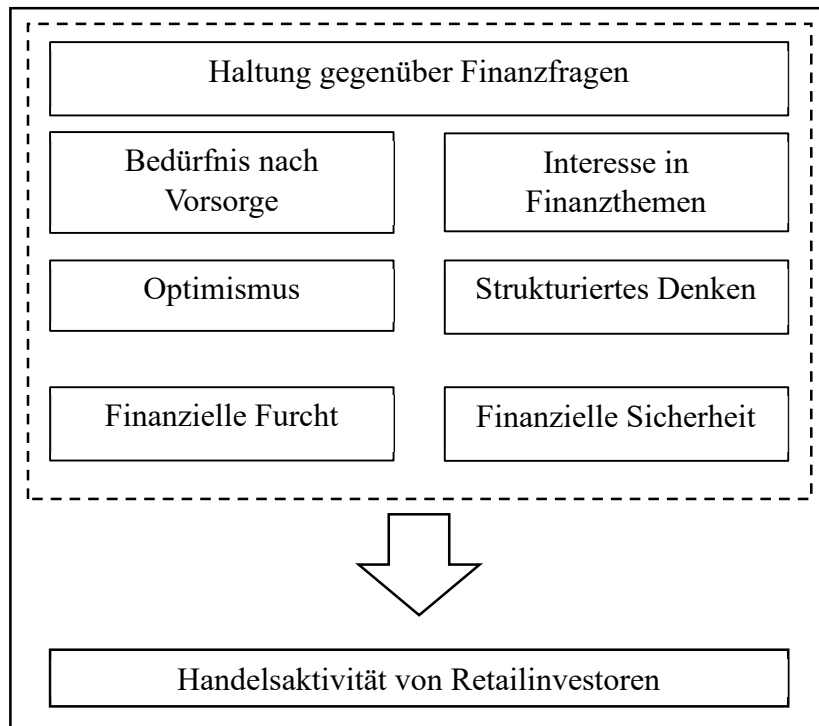 Haltung gegenüber Finanzfragen
Bedürfnis nach
Vorsorge
Interesse in
Finanzthemen
Optimismus
Strukturiertes Denken
Finanzielle Furcht
Finanzielle Sicherheit
Handelsaktivität von Retailinvestoren